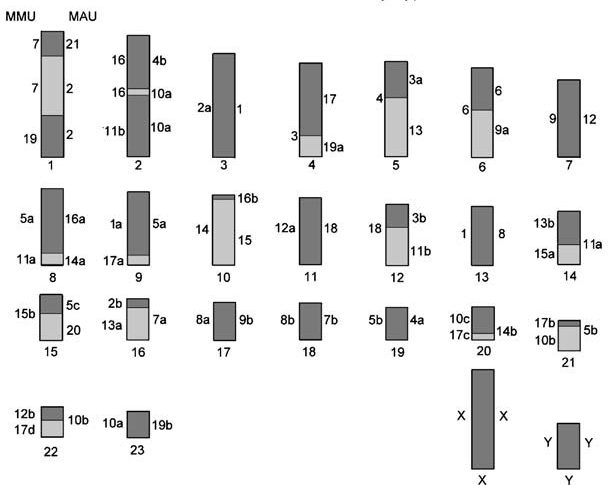 MMU MAU
7 21
7 2
19 2
1
16 4b
16 10a
11b 10a
2
2a 1
3
17
3 19a
4
3a
4
13
5
6
6
9a
6
9 12
7
5a 16a
11a 14a
8
1a 5a
17a
9
16b
14 15
10
12a 18
11
3b
18
11b
12
1 8
13
13b
11a
15a
14
15b 5c
20
15
2b
13a 7a
16
8a 9b
17
8b 7b
18
5b 4a
19
10c
17c 14b
20
17b 5b
10b
21
12b
10b
17d
22
10a 19b
23
X X
X
Y Y
Y